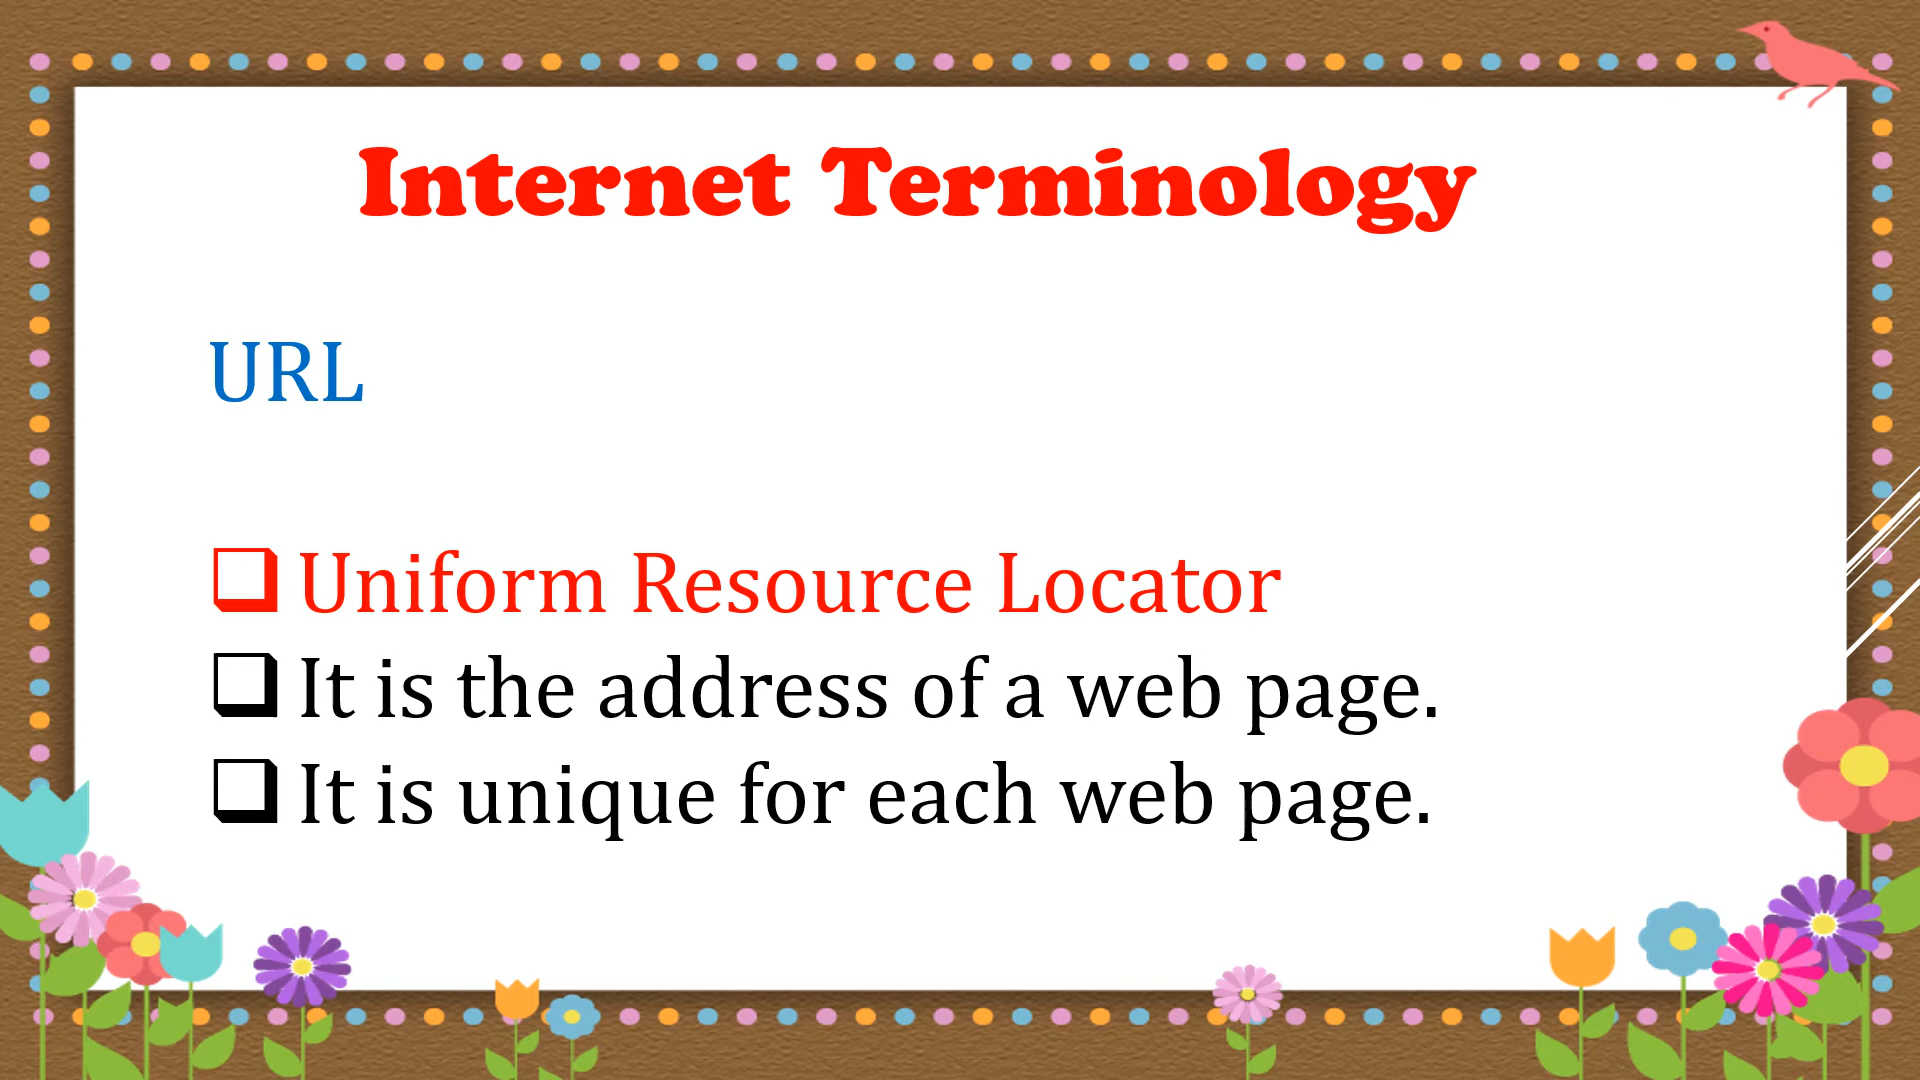 Internet Terminology
URL
❑ Uniform Resource Locator
❑ It is the address of a web page.
❑ It is unique for each web page.